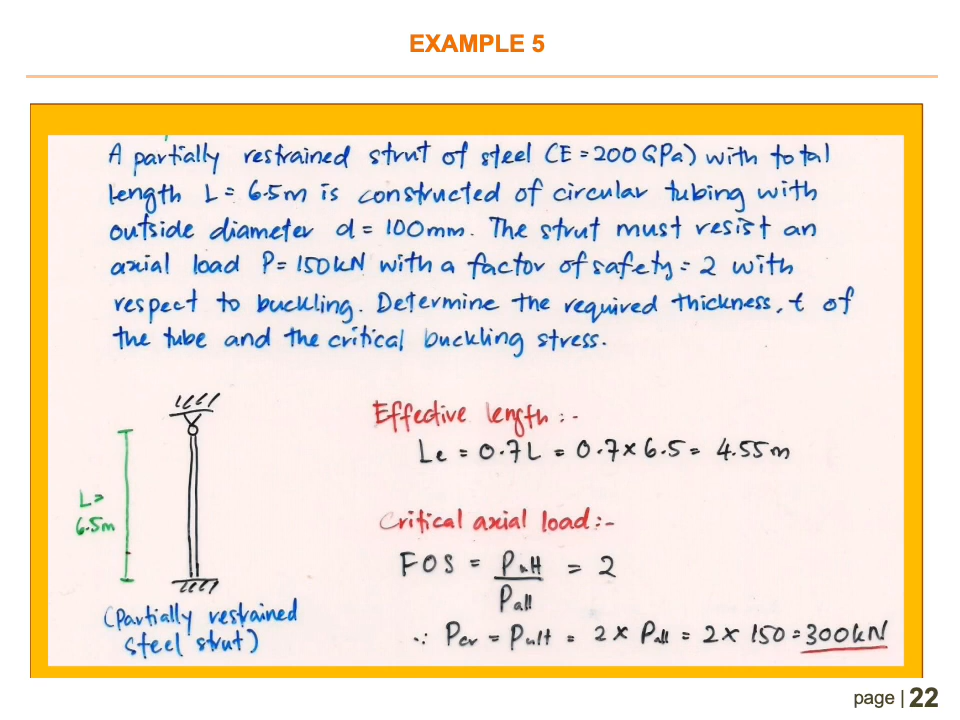 EXAMPLE 5
A partially restrained strut of steel (E = 200 GPa) with total
length L = 6.5m is constructed of circular tubing with
outside diameter d = 100mm. The strut must resist an
axial load P = 150kN with a factor of safety = 2 with
respect to buckling. Determine the required thickness, t of
the tube and the critical buckling stress.
L =
6.5m
(Partially restrained
steel strut)
Effective length :-
Le = 0.7L = 0.7 x 6.5 = 4.55m
Critical axial load :-
FOS = Pult / Pall = 2
∴ Pcr = Pult = 2 x Pall = 2 x 150 = 300kN
page | 22